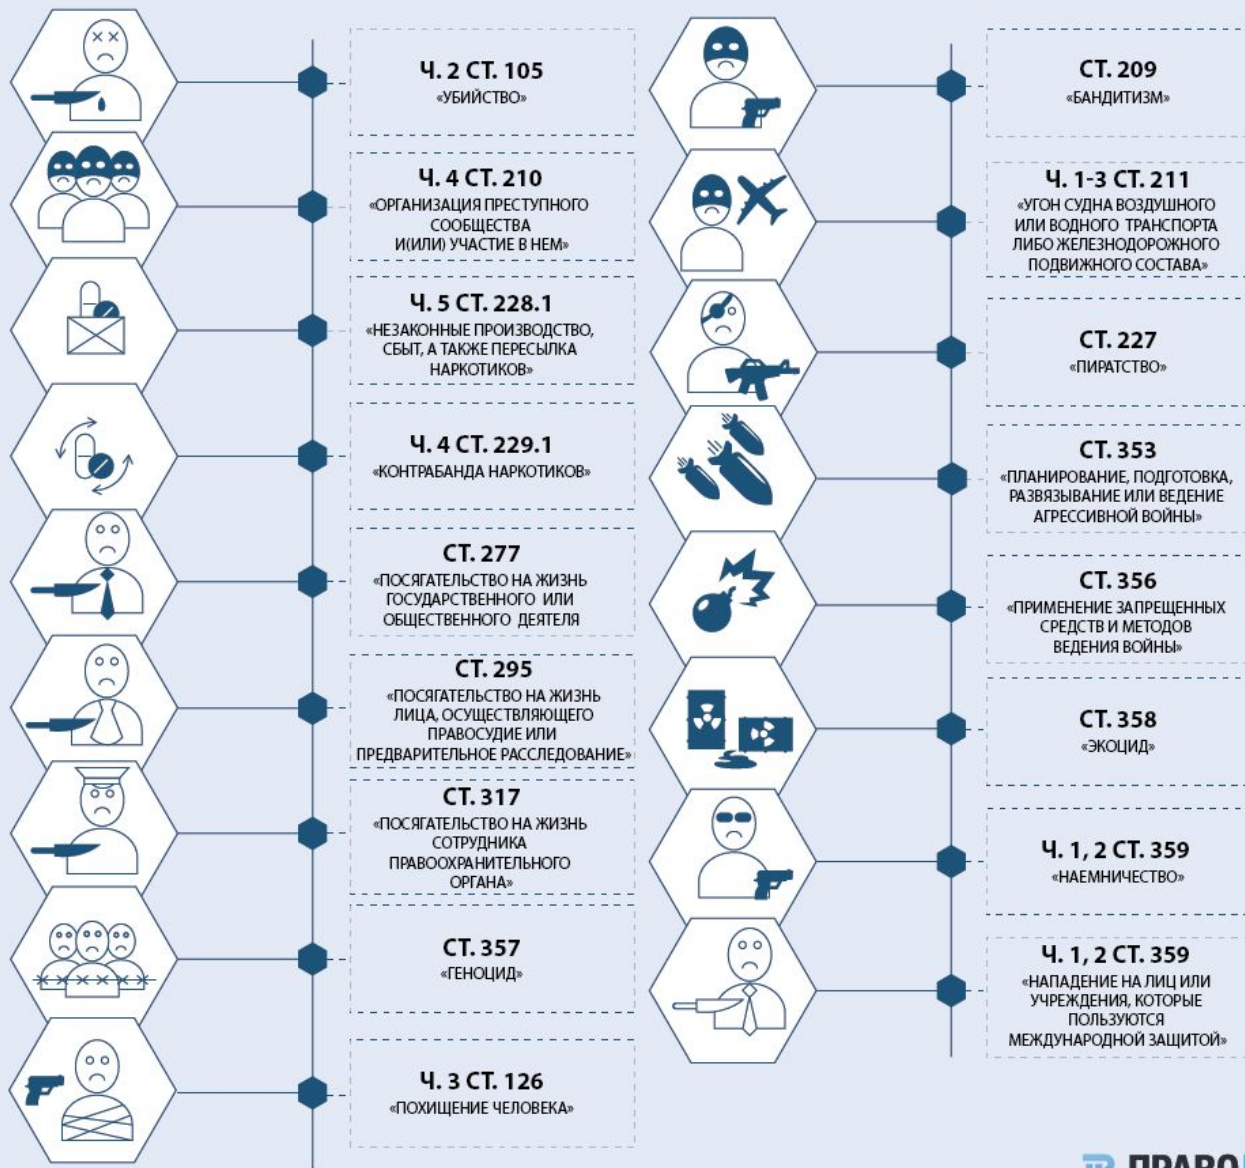 Ч. 2 СТ. 105
«УБИЙСТВО»
Ч. 4 СТ. 210
«ОРГАНИЗАЦИЯ ПРЕСТУПНОГО
СООБЩЕСТВА
И(ИЛИ) УЧАСТИЕ В НЕМ»
Ч. 5 СТ. 228.1
«НЕЗАКОННЫЕ ПРОИЗВОДСТВО,
СБЫТ, А ТАКЖЕ ПЕРЕСЫЛКА
НАРКОТИКОВ»
Ч. 4 СТ. 229.1
«КОНТРАБАНДА НАРКОТИКОВ»
СТ. 277
«ПОСЯГАТЕЛЬСТВО НА ЖИЗНЬ
ГОСУДАРСТВЕННОГО ИЛИ
ОБЩЕСТВЕННОГО ДЕЯТЕЛЯ
СТ. 295
«ПОСЯГАТЕЛЬСТВО НА ЖИЗНЬ
ЛИЦА, ОСУЩЕСТВЛЯЮЩЕГО
ПРАВОСУДИЕ ИЛИ
ПРЕДВАРИТЕЛЬНОЕ РАССЛЕДОВАНИЕ»
СТ. 317
«ПОСЯГАТЕЛЬСТВО НА ЖИЗНЬ
СОТРУДНИКА
ПРАВООХРАНИТЕЛЬНОГО
ОРГАНА»
СТ. 357
«ГЕНОЦИД»
Ч. 3 СТ. 126
«ПОХИЩЕНИЕ ЧЕЛОВЕКА»
СТ. 209
«БАНДИТИЗМ»
Ч. 1-3 СТ. 211
«УГОН СУДНА ВОЗДУШНОГО
ИЛИ ВОДНОГО ТРАНСПОРТА
ЛИБО ЖЕЛЕЗНОДОРОЖНОГО
ПОДВИЖНОГО СОСТАВА»
СТ. 227
«ПИРАТСТВО»
СТ. 353
«ПЛАНИРОВАНИЕ, ПОДГОТОВКА,
РАЗВЯЗЫВАНИЕ ИЛИ ВЕДЕНИЕ
АГРЕССИВНОЙ ВОЙНЫ»
СТ. 356
«ПРИМЕНЕНИЕ ЗАПРЕЩЕННЫХ
СРЕДСТВ И МЕТОДОВ
ВЕДЕНИЯ ВОЙНЫ»
СТ. 358
«ЭКОЦИД»
Ч. 1, 2 СТ. 359
«НАЕМНИЧЕСТВО»
Ч. 1, 2 СТ. 359
«НАПАДЕНИЕ НА ЛИЦ ИЛИ
УЧРЕЖДЕНИЯ, КОТОРЫЕ
ПОЛЬЗУЮТСЯ
МЕЖДУНАРОДНОЙ ЗАЩИТОЙ»